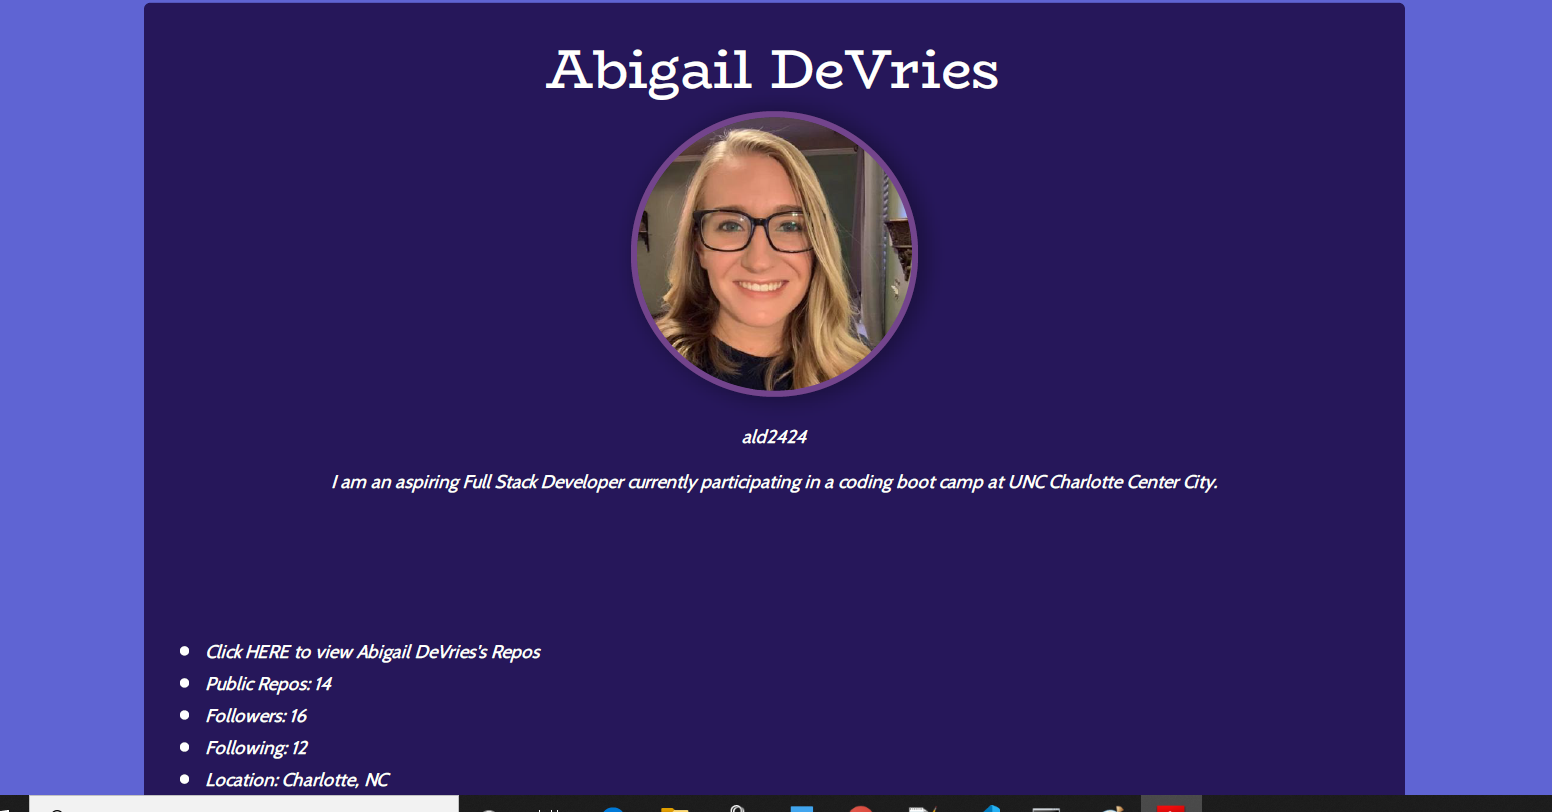 Abigail DeVries
ald2424
I am an aspiring Full Stack Developer currently participating in a coding boot camp at UNC Charlotte Center City.
Click HERE to view Abigail DeVries's Repos
Public Repos: 14
Followers: 16
Following: 12
Location: Charlotte, NC